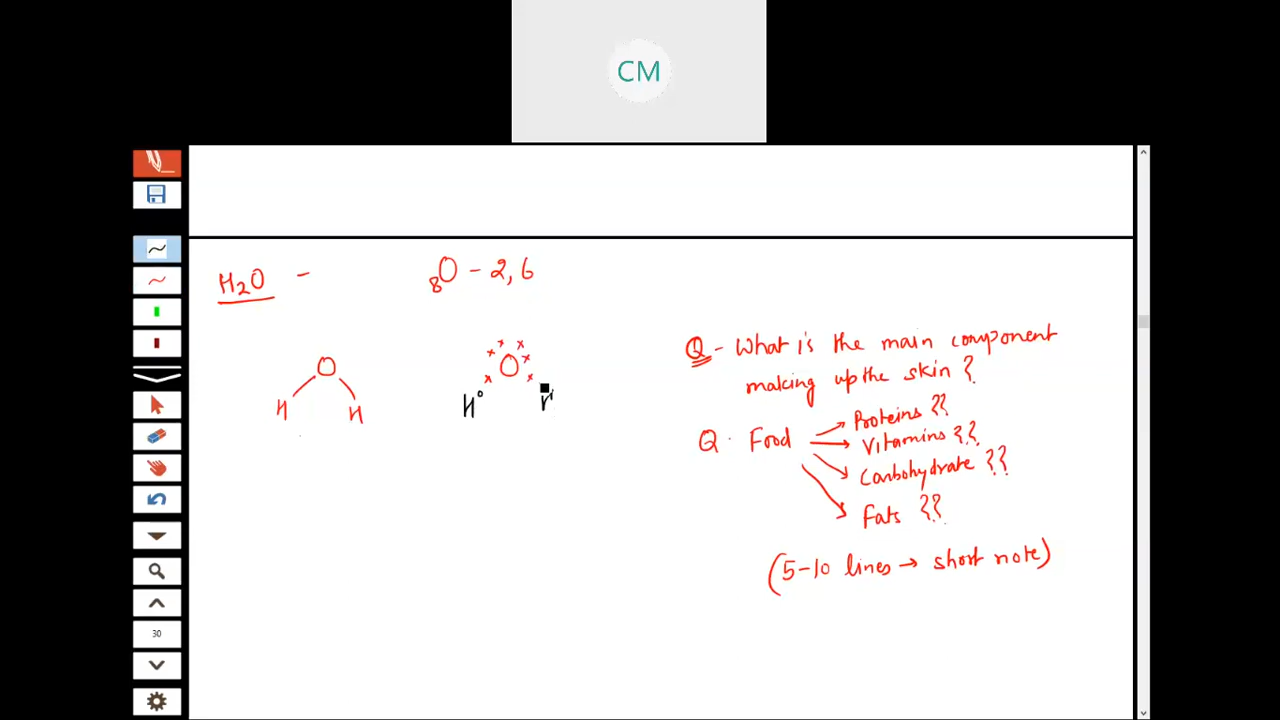 CM
H2O - 8O - 2, 6
O
H H
O
H
Q - What is the main component
making up the skin ?
Q. Food
Proteins ??
Vitamins ??
Carbohydrate ??
Fats ??
(5-10 lines → short note)
30